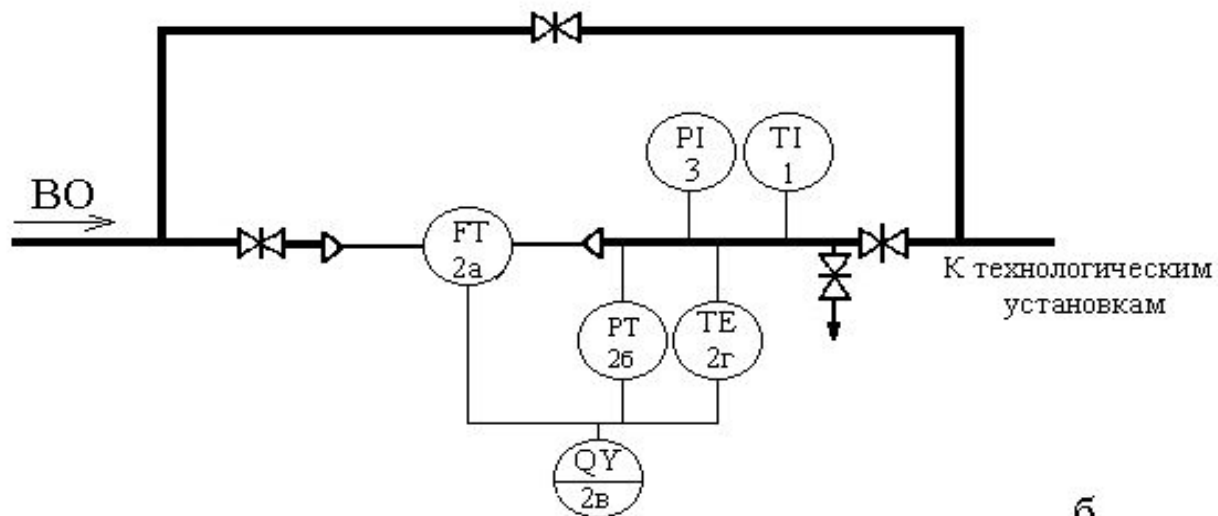 PI
3
TI
1
ВО
FT
2а
К технологическим
установкам
PT
2б
TE
2г
QY
2в
б